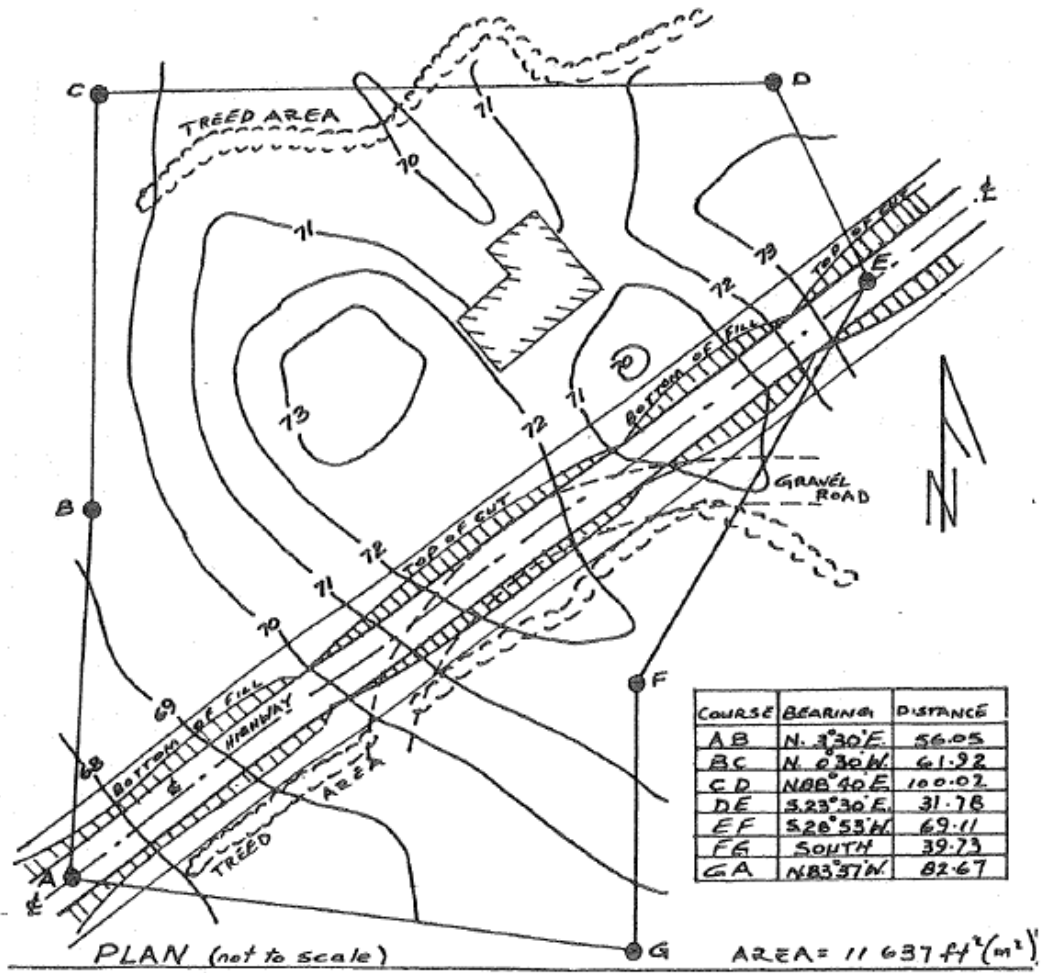 C
D
TREED AREA
70
71
71
TOP OF CUT
℄
73
E
72
73
70
BOTTOM OF FILL
71
72
B
TOP OF CUT
GRAVEL
ROAD
N
72
71
70
F
BOTTOM OF FILL
HIGHWAY
69
68
℄
TREED AREA
A
℄
G
COURSE BEARING DISTANCE
AB N. 3°30'E. 56.05
BC N. 0°30'W. 61.92
CD N88°40'E. 100.02
DE S.23°30'E. 31.78
EF S28°53'W. 69.11
FG SOUTH 39.73
GA N83°57'W. 82.67
PLAN (not to scale)
AREA = 11 637 ft² (m²)